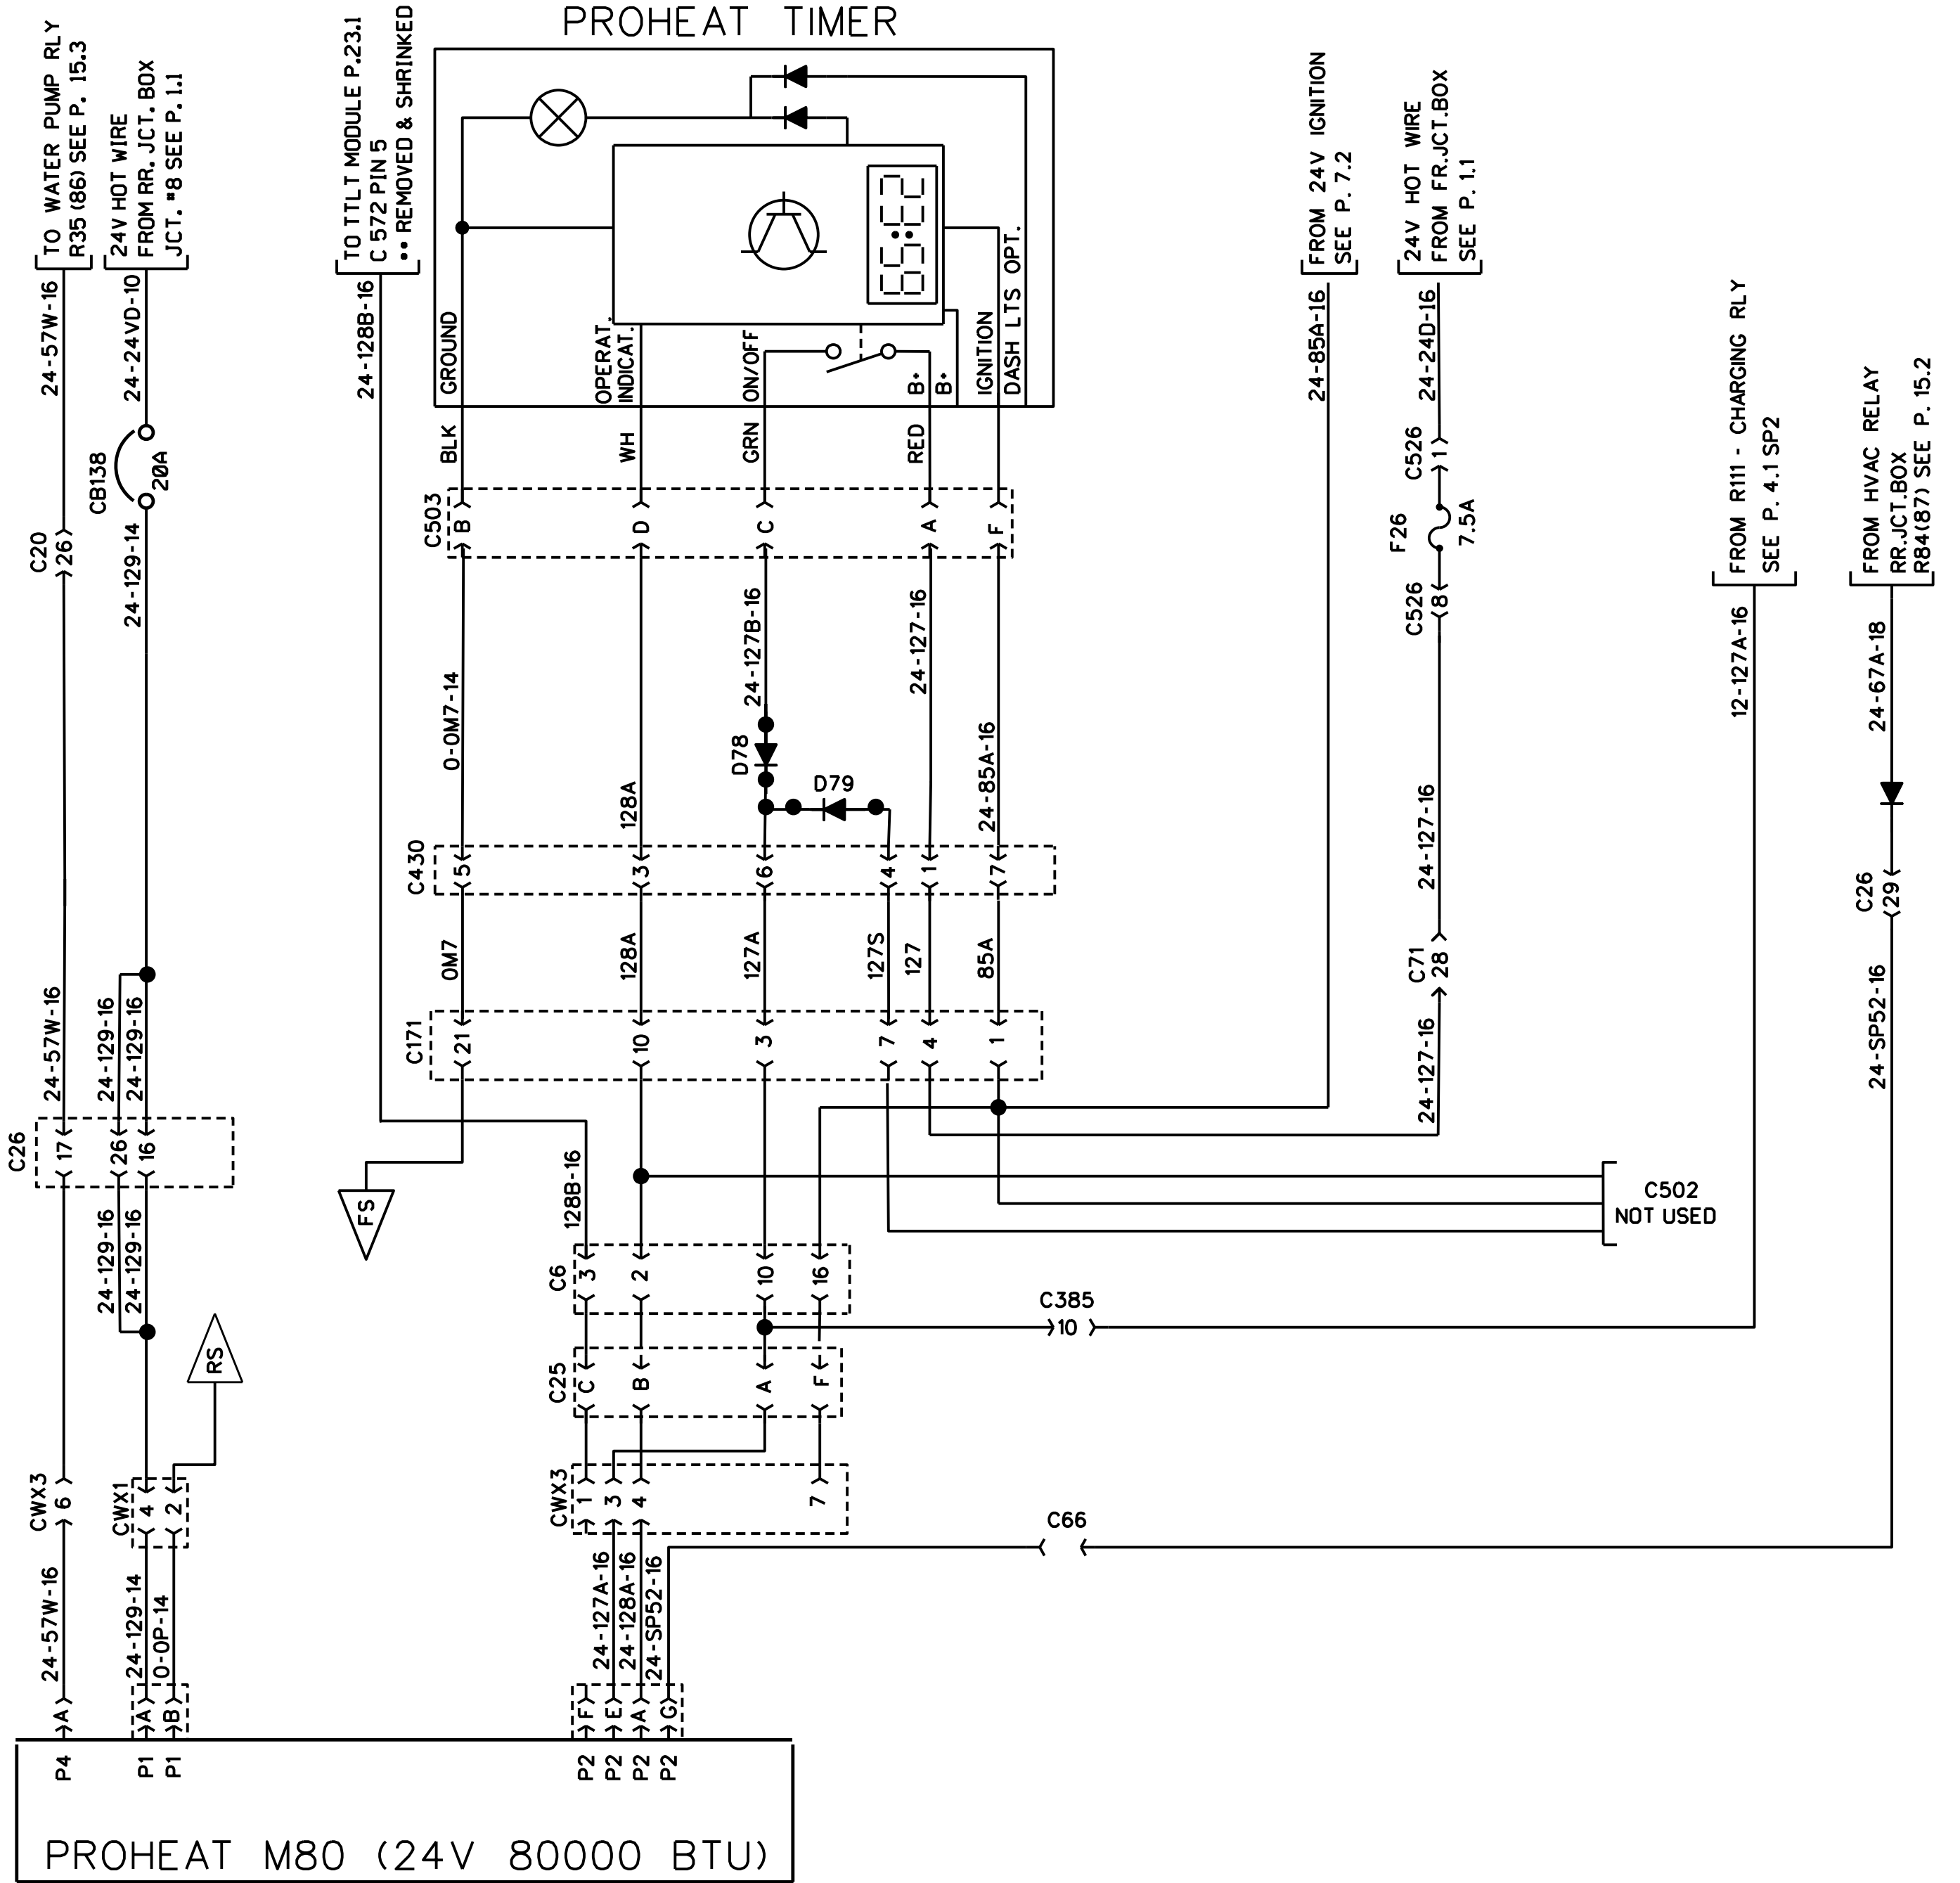 PROHEAT TIMER
TO WATER PUMP RLY
R35 (86) SEE P. 15.3
24V HOT WIRE
FROM RR. JCT. BOX
JCT. #8 SEE P. 1.1
TO TTLT MODULE P.23.1
C 572 PIN 5
** REMOVED & SHRINKED
FROM 24V IGNITION
SEE P. 7.2
24V HOT WIRE
FROM FR.JCT.BOX
SEE P. 1.1
FROM R111 - CHARGING RLY
SEE P. 4.1 SP2
FROM HVAC RELAY
RR.JCT.BOX
R84(87) SEE P. 15.2
24-57W-16
24-24VD-10
24-128B-16
GROUND
OPERAT.
INDICAT.
ON/OFF
B+
B+
IGNITION
DASH LTS OPT.
24-85A-16
24-24D-16
CB138
20A
BLK
WH
GRN
RED
C526
1
F26
7.5A
C526
8
C20
26
24-129-14
C503
B
D
C
A
F
0-0M7-14
128A
24-127B-16
24-127-16
24-85A-16
D78
D79
12-127A-16
24-67A-18
24-127-16
C430
5
3
6
4
1
7
C26
29
0M7
128A
127A
127S
127
85A
C71
28
24-57W-16
24-129-16
24-129-16
24-SP52-16
C171
21
10
3
7
4
1
24-127-16
C26
17
26
16
128B-16
FS
C502
NOT USED
24-129-16
24-129-16
C6
3
2
10
16
C385
10
RS
C25
C
B
A
F
CWX3
6
CWX1
4
2
CWX3
1
3
4
7
C66
24-57W-16
24-129-14
0-0P-14
24-127A-16
24-128A-16
24-SP52-16
A
A
B
F
E
A
G
P4
P1
P1
P2
P2
P2
P2
PROHEAT M80 (24V 80000 BTU)